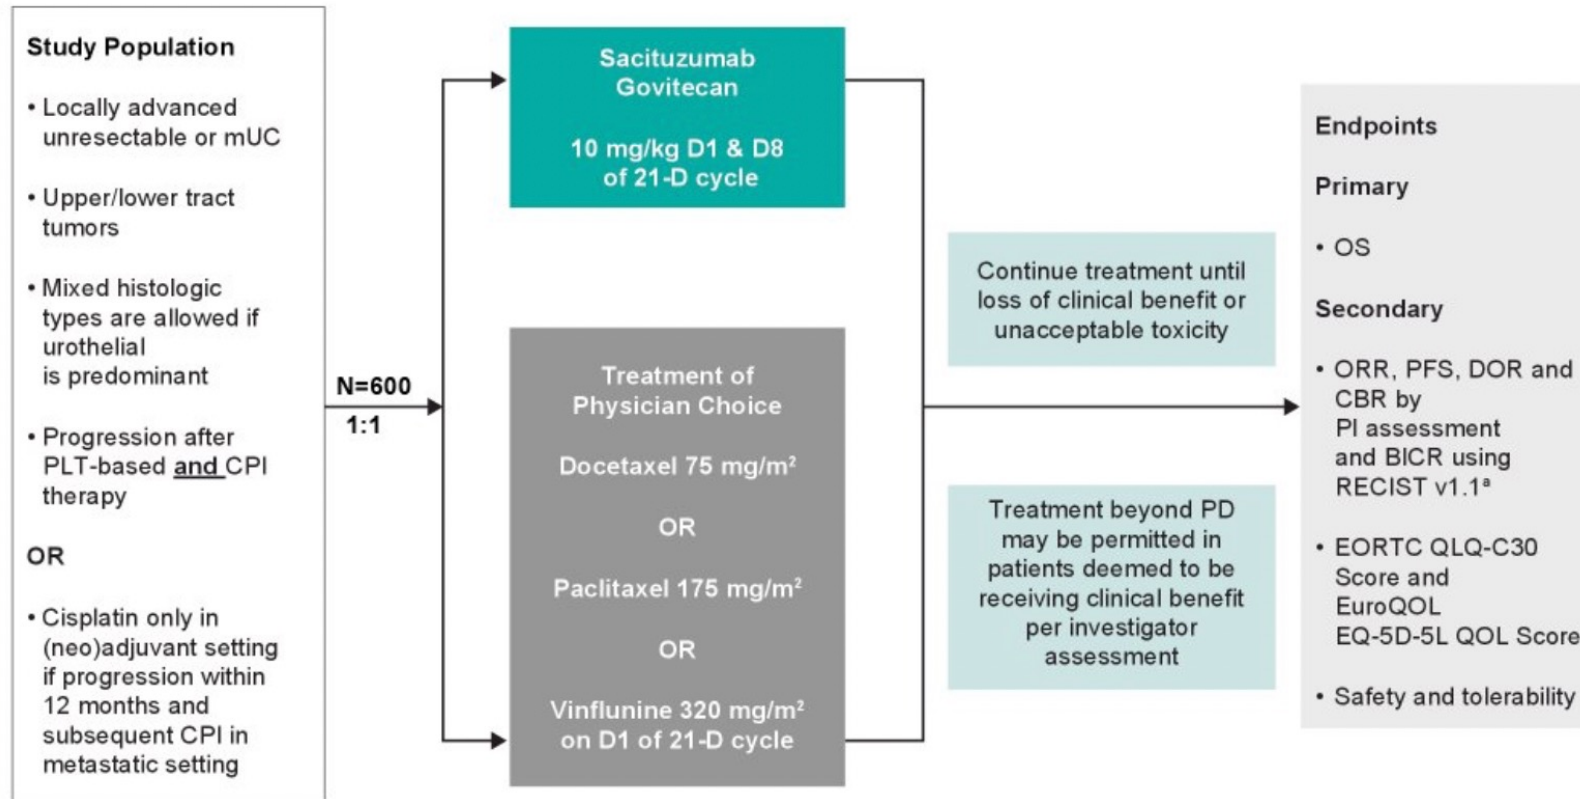 Study Population
• Locally advanced
unresectable or mUC
• Upper/lower tract
tumors
• Mixed histologic
types are allowed if
urothelial
is predominant
• Progression after
PLT-based and CPI
therapy
OR
• Cisplatin only in
(neo)adjuvant setting
if progression within
12 months and
subsequent CPI in
metastatic setting
N=600
1:1
Sacituzumab
Govitecan
10 mg/kg D1 & D8
of 21-D cycle
Treatment of
Physician Choice
Docetaxel 75 mg/m²
OR
Paclitaxel 175 mg/m²
OR
Vinflunine 320 mg/m²
on D1 of 21-D cycle
Continue treatment until
loss of clinical benefit or
unacceptable toxicity
Treatment beyond PD
may be permitted in
patients deemed to be
receiving clinical benefit
per investigator
assessment
Endpoints
Primary
• OS
Secondary
• ORR, PFS, DOR and
CBR by
PI assessment
and BICR using
RECIST v1.1ª
• EORTC QLQ-C30
Score and
EuroQOL
EQ-5D-5L QOL Score
• Safety and tolerability